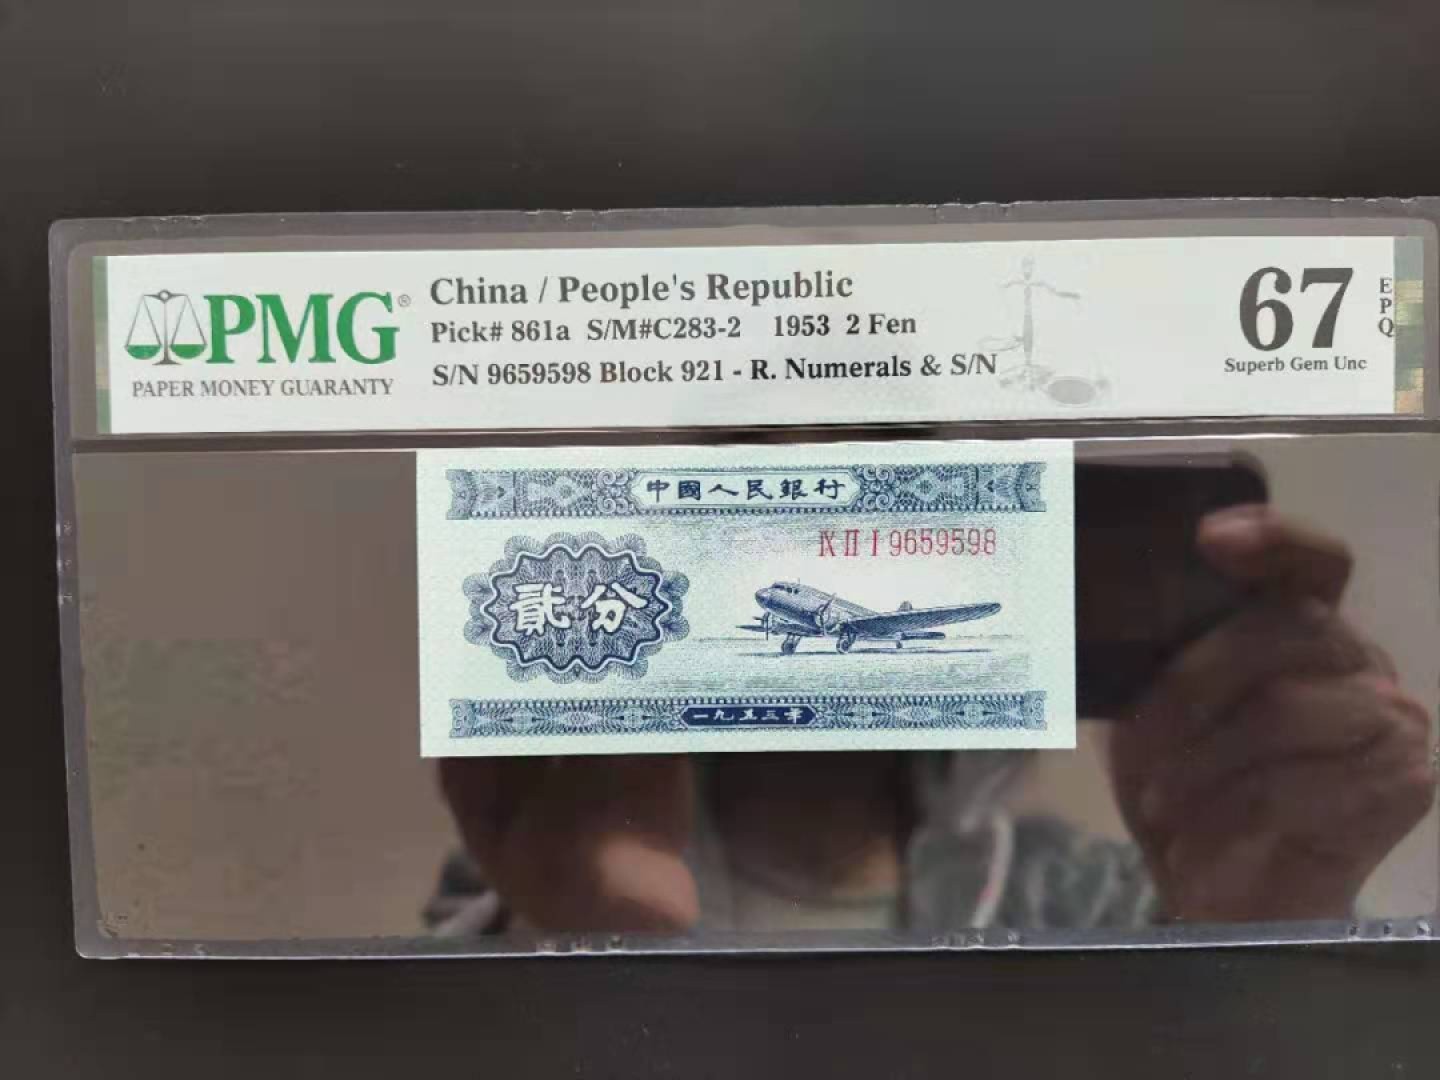 PMG®
PAPER MONEY GUARANTY
China / People's Republic
Pick# 861a S/M#C283-2 1953 2 Fen
S/N 9659598 Block 921 - R. Numerals & S/N
67
EPQ
Superb Gem Unc
中國人民銀行
IX II I 9659598
貳分
一九五三年